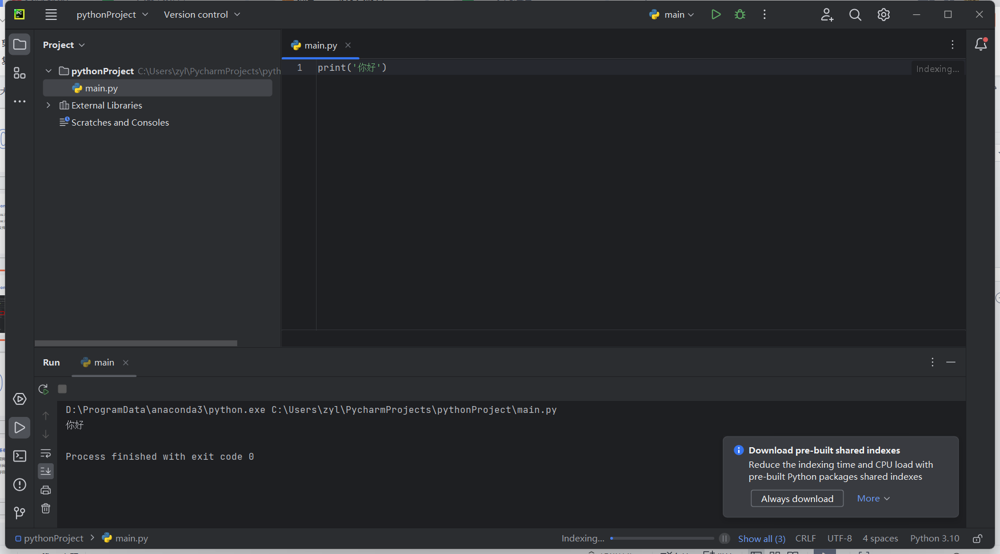 PC
pythonProject
Version control
main
Project
main.py
pythonProject C:\Users\zyl\PycharmProjects\pyth
main.py
External Libraries
Scratches and Consoles
1 print('你好')
Indexing...
Run
main
D:\ProgramData\anaconda3\python.exe C:\Users\zyl\PycharmProjects\pythonProject\main.py
你好
Process finished with exit code 0
Download pre-built shared indexes
Reduce the indexing time and CPU load with
pre-built Python packages shared indexes
Always download
More
pythonProject
main.py
Indexing...
Show all (3)
CRLF
UTF-8
4 spaces
Python 3.10